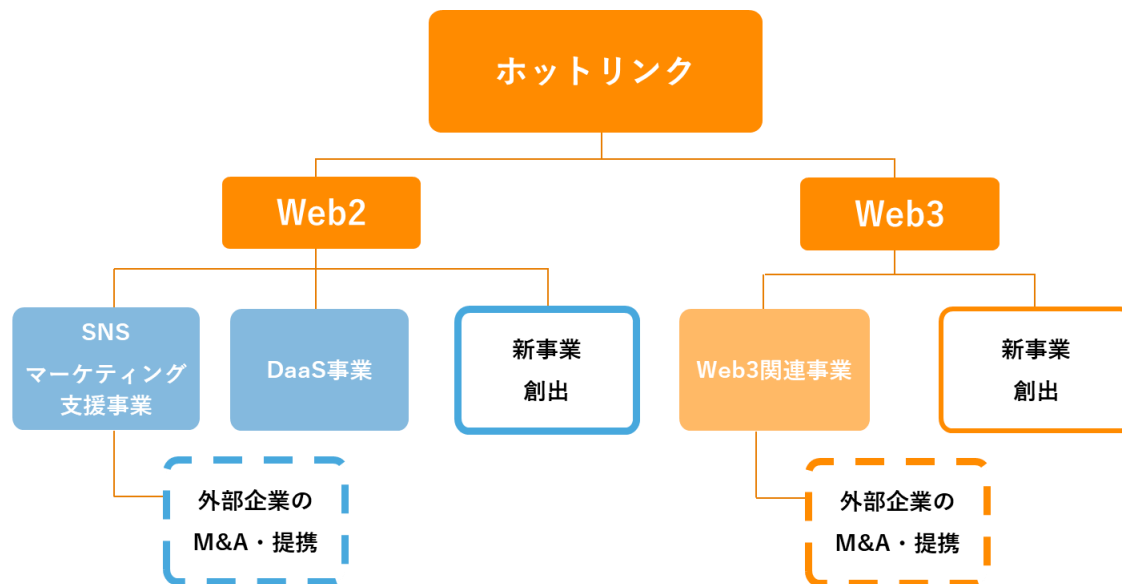 ホットリンク
Web2
Web3
SNS
マーケティング
支援事業
DaaS事業
新事業
創出
Web3関連事業
新事業
創出
外部企業の
M&A・提携
外部企業の
M&A・提携